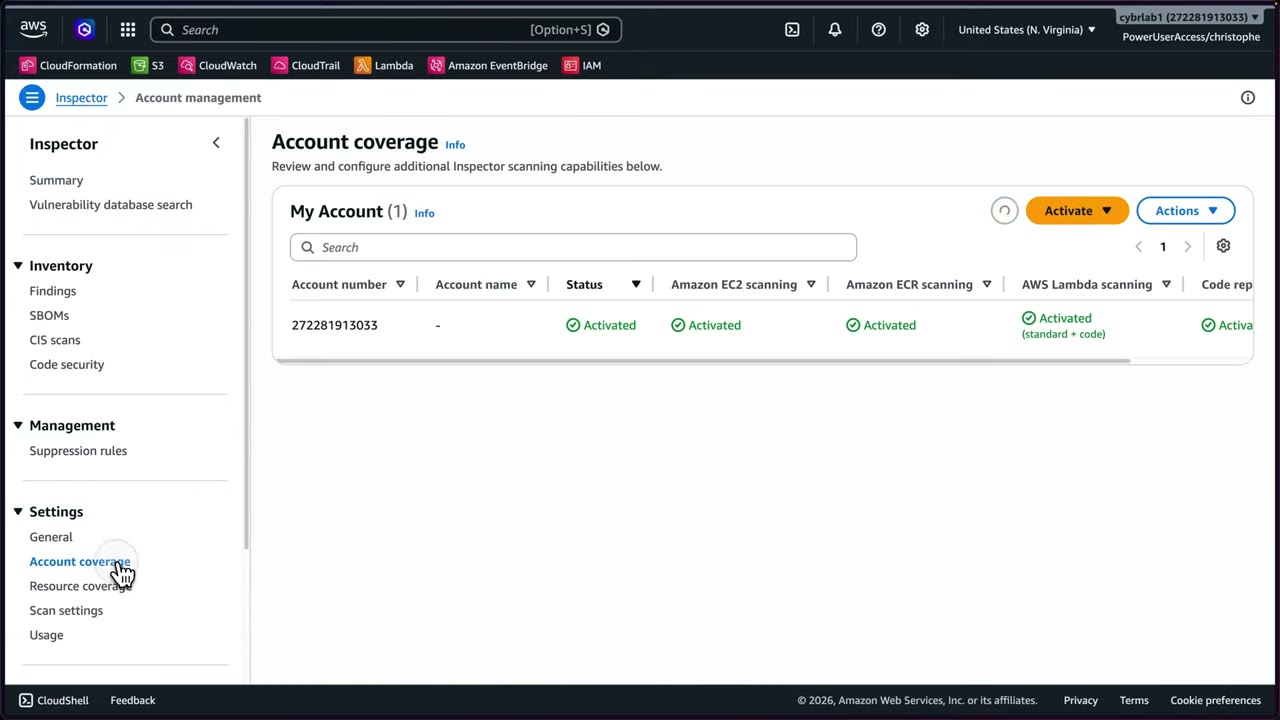 aws
Search
[Option+S]
United States (N. Virginia)
cybrlab1 (272281913033)
PowerUserAccess/christophe
CloudFormation
S3
CloudWatch
CloudTrail
Lambda
Amazon EventBridge
IAM
Inspector
Account management
Inspector
Summary
Vulnerability database search
Inventory
Findings
SBOMs
CIS scans
Code security
Management
Suppression rules
Settings
General
Account coverage
Resource coverage
Scan settings
Usage
Account coverage Info
Review and configure additional Inspector scanning capabilities below.
My Account (1) Info
Activate
Actions
Search
1
Account number
Account name
Status
Amazon EC2 scanning
Amazon ECR scanning
AWS Lambda scanning
Code rep
272281913033
-
Activated
Activated
Activated
Activated
(standard + code)
Activa
CloudShell
Feedback
© 2026, Amazon Web Services, Inc. or its affiliates.
Privacy
Terms
Cookie preferences